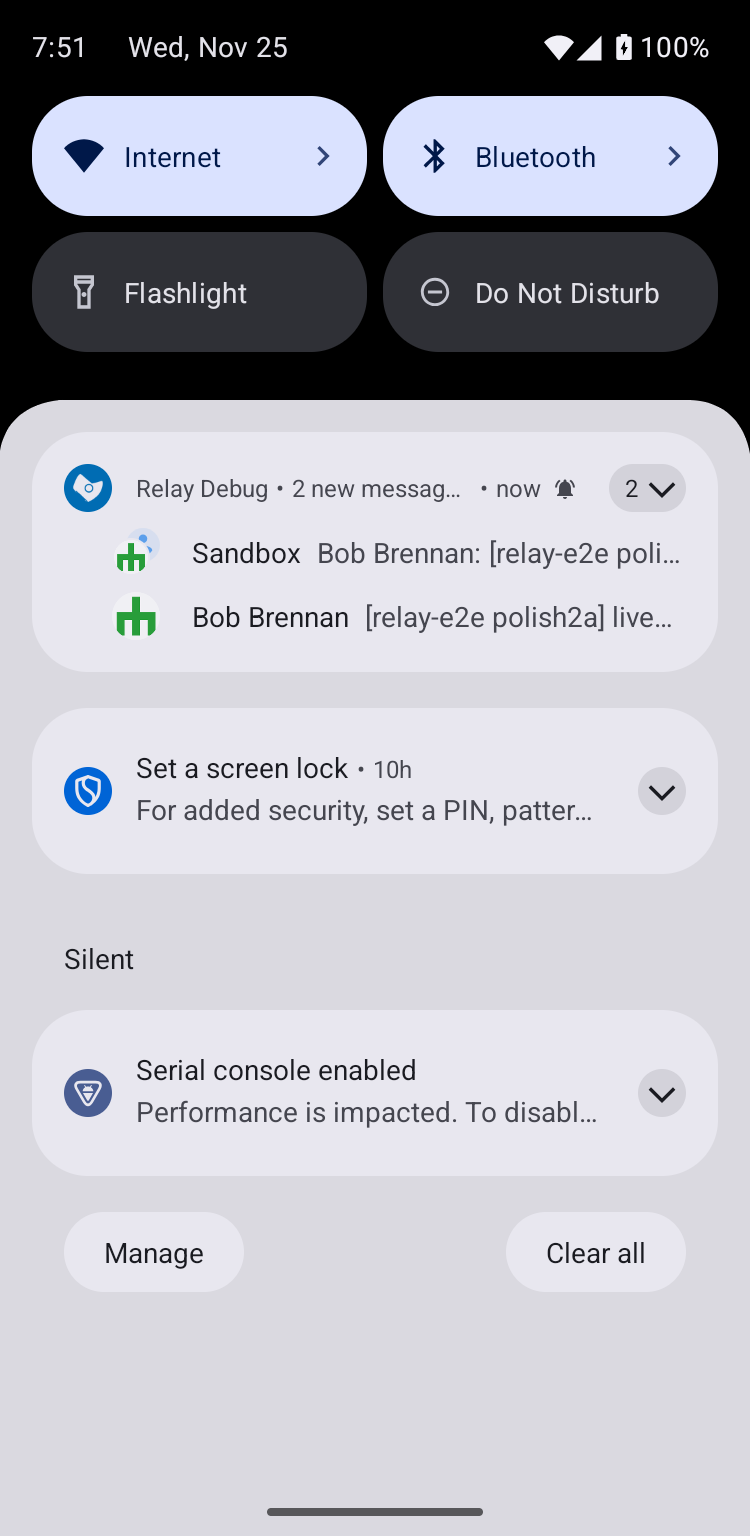 7:51 Wed, Nov 25 100%
Internet Bluetooth
Flashlight Do Not Disturb
Relay Debug • 2 new messag… • now 2
Sandbox Bob Brennan: [relay-e2e poli…
Bob Brennan [relay-e2e polish2a] live…
Set a screen lock • 10h
For added security, set a PIN, patter…
Silent
Serial console enabled
Performance is impacted. To disabl…
Manage Clear all